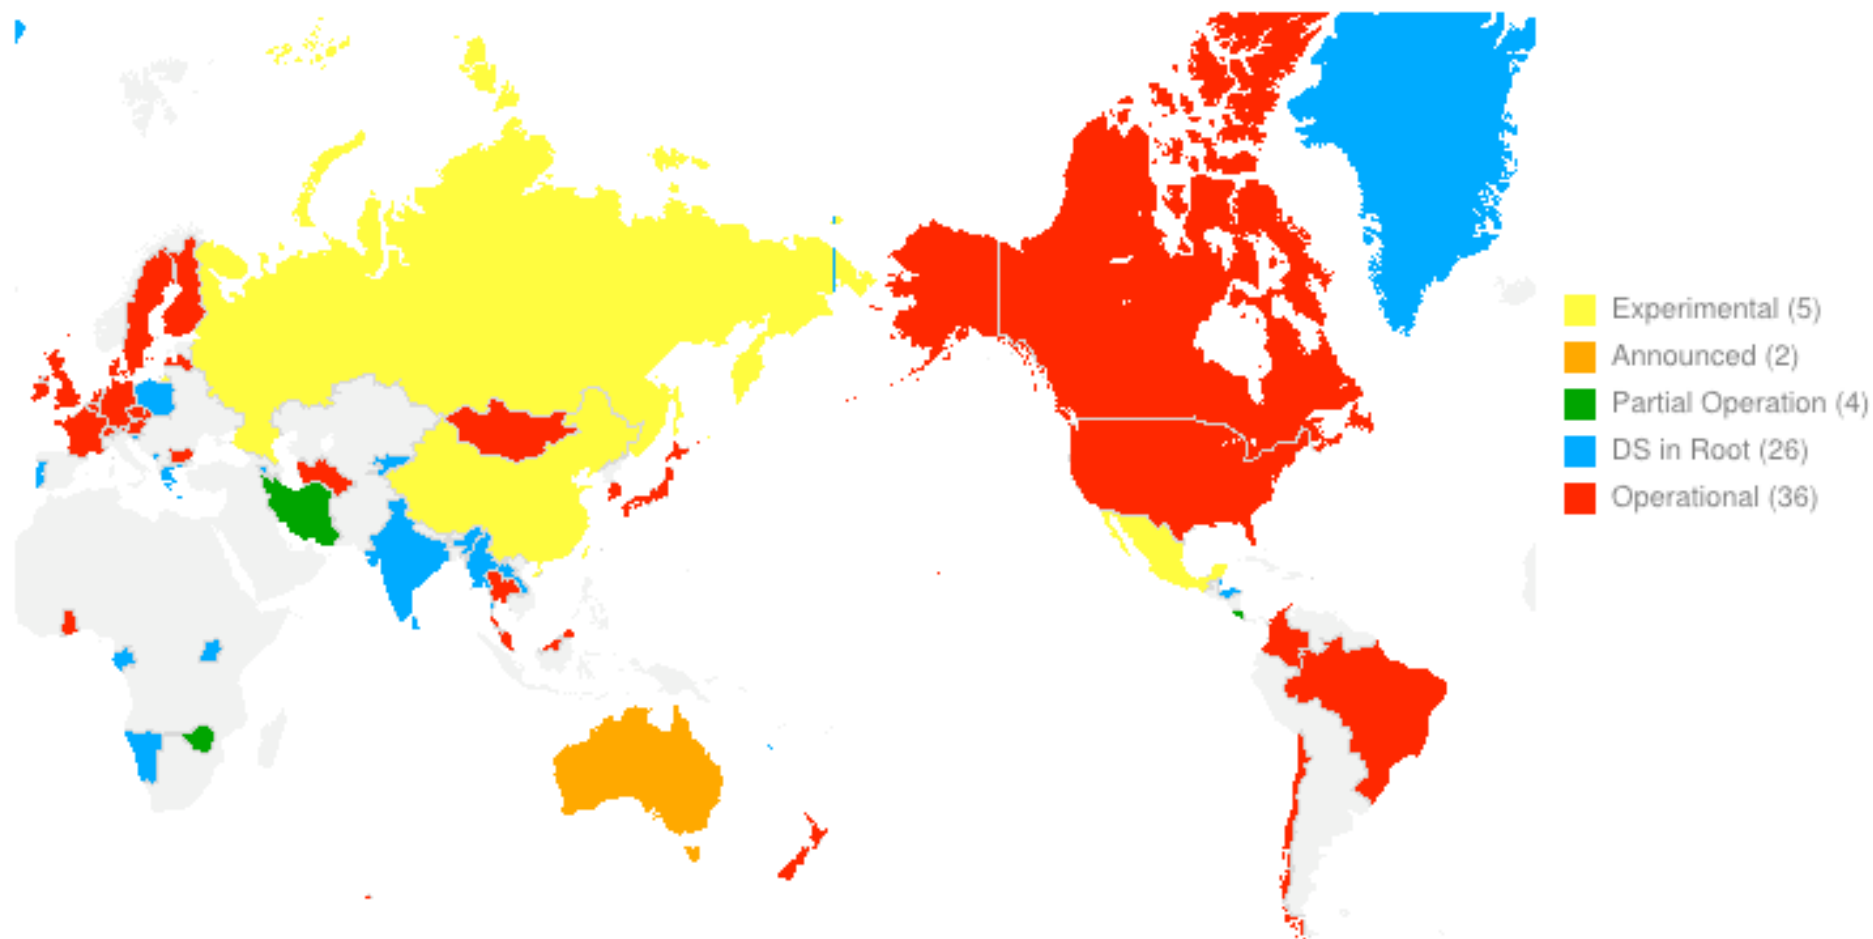 Experimental (5)
Announced (2)
Partial Operation (4)
DS in Root (26)
Operational (36)